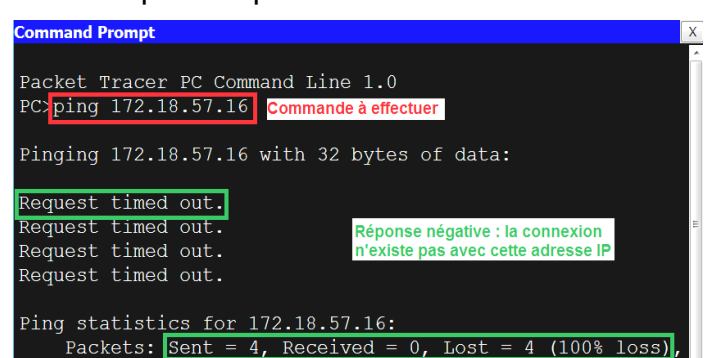 Command Prompt
X
Packet Tracer PC Command Line 1.0
PC>ping 172.18.57.16 Commande à effectuer
Pinging 172.18.57.16 with 32 bytes of data:
Request timed out.
Request timed out.
Réponse négative : la connexion
n'existe pas avec cette adresse IP
Request timed out.
Request timed out.
Ping statistics for 172.18.57.16:
Packets: Sent = 4, Received = 0, Lost = 4 (100% loss),